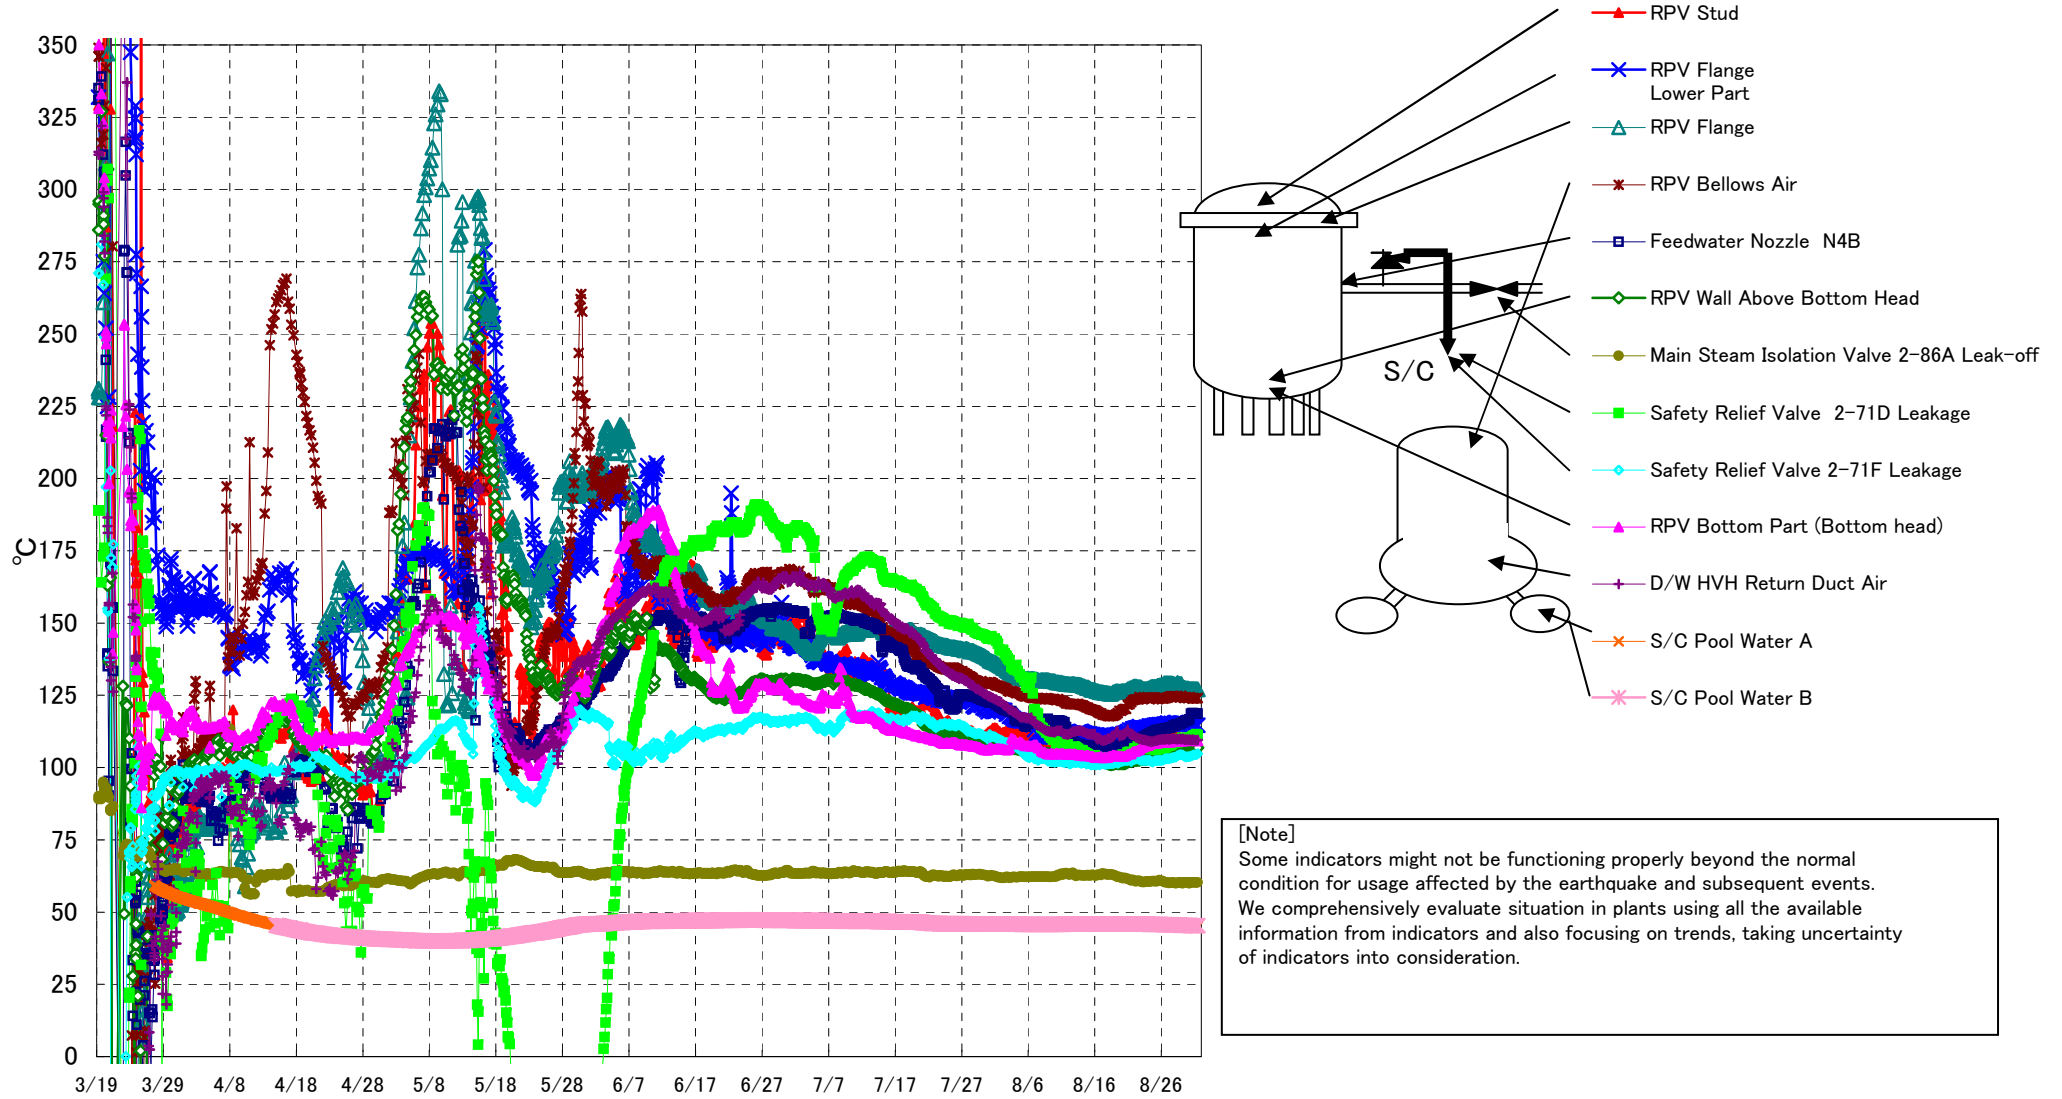 350
325
300
275
250
225
200
175
150
125
100
75
50
25
0
℃
3/19
3/29
4/8
4/18
4/28
5/8
5/18
5/28
6/7
6/17
6/27
7/7
7/17
7/27
8/6
8/16
8/26
RPV Stud
RPV Flange
Lower Part
RPV Flange
RPV Bellows Air
Feedwater Nozzle N4B
RPV Wall Above Bottom Head
Main Steam Isolation Valve 2-86A Leak-off
Safety Relief Valve 2-71D Leakage
Safety Relief Valve 2-71F Leakage
RPV Bottom Part (Bottom head)
D/W HVH Return Duct Air
S/C Pool Water A
S/C Pool Water B
S/C
[Note]
Some indicators might not be functioning properly beyond the normal
condition for usage affected by the earthquake and subsequent events.
We comprehensively evaluate situation in plants using all the available
information from indicators and also focusing on trends, taking uncertainty
of indicators into consideration.